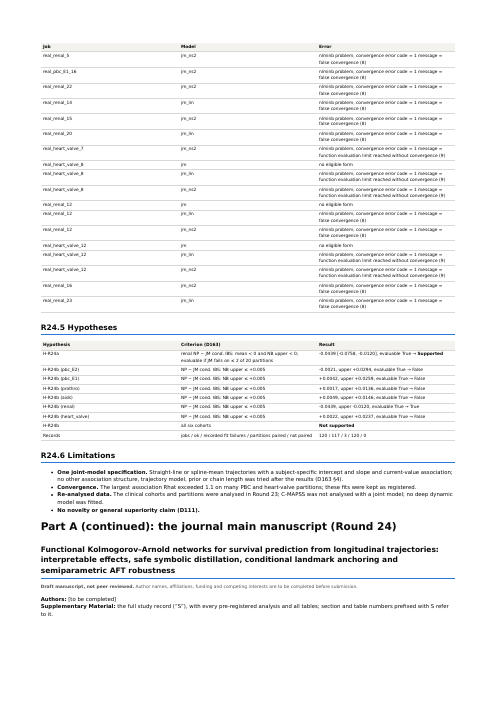 Job Model Error
real_renal_5 jm_ns2 nlminb problem, convergence error code = 1 message =
false convergence (8)
real_pbc_E1_16 jm_ns2 nlminb problem, convergence error code = 1 message =
false convergence (8)
real_renal_22 jm_ns2 nlminb problem, convergence error code = 1 message =
false convergence (8)
real_renal_14 jm_lin nlminb problem, convergence error code = 1 message =
false convergence (8)
real_renal_15 jm_ns2 nlminb problem, convergence error code = 1 message =
false convergence (8)
real_renal_20 jm_lin nlminb problem, convergence error code = 1 message =
false convergence (8)
real_heart_valve_7 jm_ns2 nlminb problem, convergence error code = 1 message =
function evaluation limit reached without convergence (9)
real_heart_valve_8 jm no eligible form
real_heart_valve_8 jm_lin nlminb problem, convergence error code = 1 message =
false convergence (8)
real_heart_valve_8 jm_ns2 nlminb problem, convergence error code = 1 message =
function evaluation limit reached without convergence (9)
real_renal_12 jm no eligible form
real_renal_12 jm_lin nlminb problem, convergence error code = 1 message =
false convergence (8)
real_renal_12 jm_ns2 nlminb problem, convergence error code = 1 message =
false convergence (8)
real_heart_valve_12 jm no eligible form
real_heart_valve_12 jm_lin nlminb problem, convergence error code = 1 message =
function evaluation limit reached without convergence (9)
real_heart_valve_12 jm_ns2 nlminb problem, convergence error code = 1 message =
function evaluation limit reached without convergence (9)
real_renal_16 jm_ns2 nlminb problem, convergence error code = 1 message =
false convergence (8)
real_renal_23 jm_lin nlminb problem, convergence error code = 1 message =
false convergence (8)
R24.5 Hypotheses
Hypothesis Criterion (D163) Result
H-R24a renal NP − JM cond. IBS: mean < 0 and NB upper < 0; -0.0439 [-0.0758, -0.0120], evaluable True → Supported
evaluable if JM fails on ≤ 2 of 20 partitions
H-R24b (pbc_E2) NP − JM cond. IBS: NB upper ≤ +0.005 -0.0021, upper +0.0294, evaluable True → False
H-R24b (pbc_E1) NP − JM cond. IBS: NB upper ≤ +0.005 +0.0042, upper +0.0259, evaluable True → False
H-R24b (prothro) NP − JM cond. IBS: NB upper ≤ +0.005 +0.0017, upper +0.0136, evaluable True → False
H-R24b (aids) NP − JM cond. IBS: NB upper ≤ +0.005 +0.0049, upper +0.0146, evaluable True → False
H-R24b (renal) NP − JM cond. IBS: NB upper ≤ +0.005 -0.0439, upper -0.0120, evaluable True → True
H-R24b (heart_valve) NP − JM cond. IBS: NB upper ≤ +0.005 +0.0022, upper +0.0237, evaluable True → False
H-R24b all six cohorts Not supported
Records jobs / ok / recorded fit failures / partitions paired / not paired 120 / 117 / 3 / 120 / 0
R24.6 Limitations
• One joint-model specification. Straight-line or spline-mean trajectories with a subject-specific intercept and slope and current-value association;
no other association structure, trajectory model, prior or chain length was tried after the results (D163 §4).
• Convergence. The largest association Rhat exceeded 1.1 on many PBC and heart-valve partitions; these fits were kept as registered.
• Re-analysed data. The clinical cohorts and partitions were analysed in Round 23; C-MAPSS was not analysed with a joint model; no deep dynamic
model was fitted.
• No novelty or general superiority claim (D111).
Part A (continued): the journal main manuscript (Round 24)
Functional Kolmogorov–Arnold networks for survival prediction from longitudinal trajectories:
interpretable effects, safe symbolic distillation, conditional landmark anchoring and
semiparametric AFT robustness
Draft manuscript, not peer reviewed. Author names, affiliations, funding and competing interests are to be completed before submission.
Authors: [to be completed]
Supplementary Material: the full study record ("S"), with every pre-registered analysis and all tables; section and table numbers prefixed with S refer
to it.